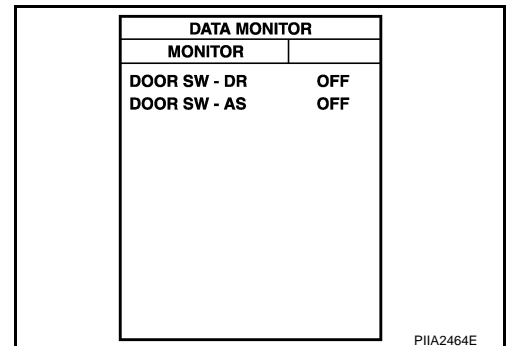 DATA MONITOR
MONITOR
DOOR SW - DR OFF
DOOR SW - AS OFF
PIIA2464E